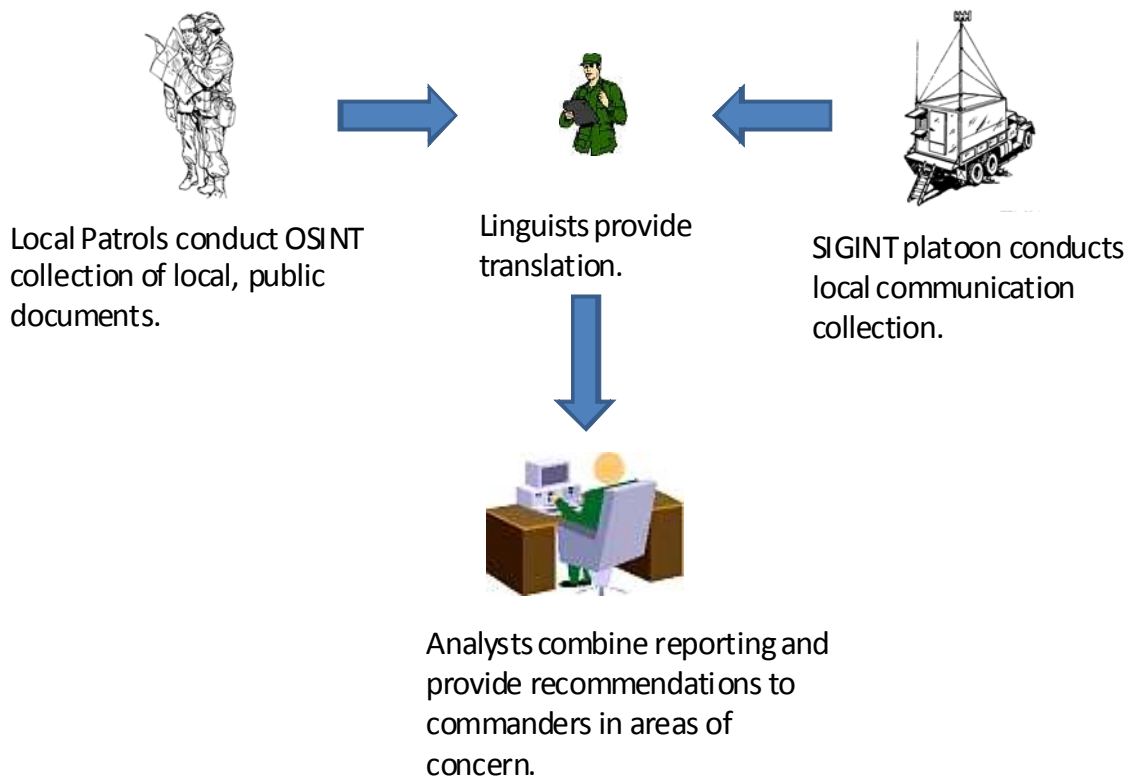 Local Patrols conduct OSINT
collection of local, public
documents.
Linguists provide
translation.
SIGINT platoon conducts
local communication
collection.
Analysts combine reporting and
provide recommendations to
commanders in areas of
concern.